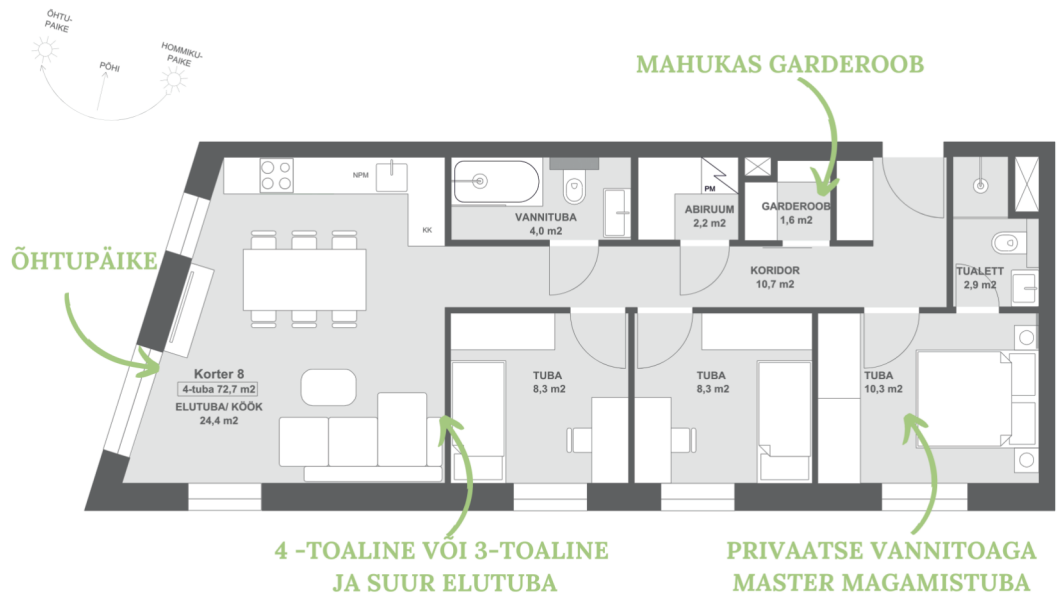 ÕHTU-
PAIKE
PÕHI
HOMMIKU-
PAIKE
MAHUKAS GARDEROOB
NPM
KK
VANNITUBA
4,0 m2
PM
ABIRUUM
2,2 m2
GARDEROOB
1,6 m2
KORIDOR
10,7 m2
TUALETT
2,9 m2
ÕHTUPÄIKE
Korter 8
4-tuba 72,7 m2
ELUTUBA/ KÖÖK
24,4 m2
TUBA
8,3 m2
TUBA
8,3 m2
TUBA
10,3 m2
4 -TOALINE VÕI 3-TOALINE
JA SUUR ELUTUBA
PRIVAATSE VANNITOAGA
MASTER MAGAMISTUBA